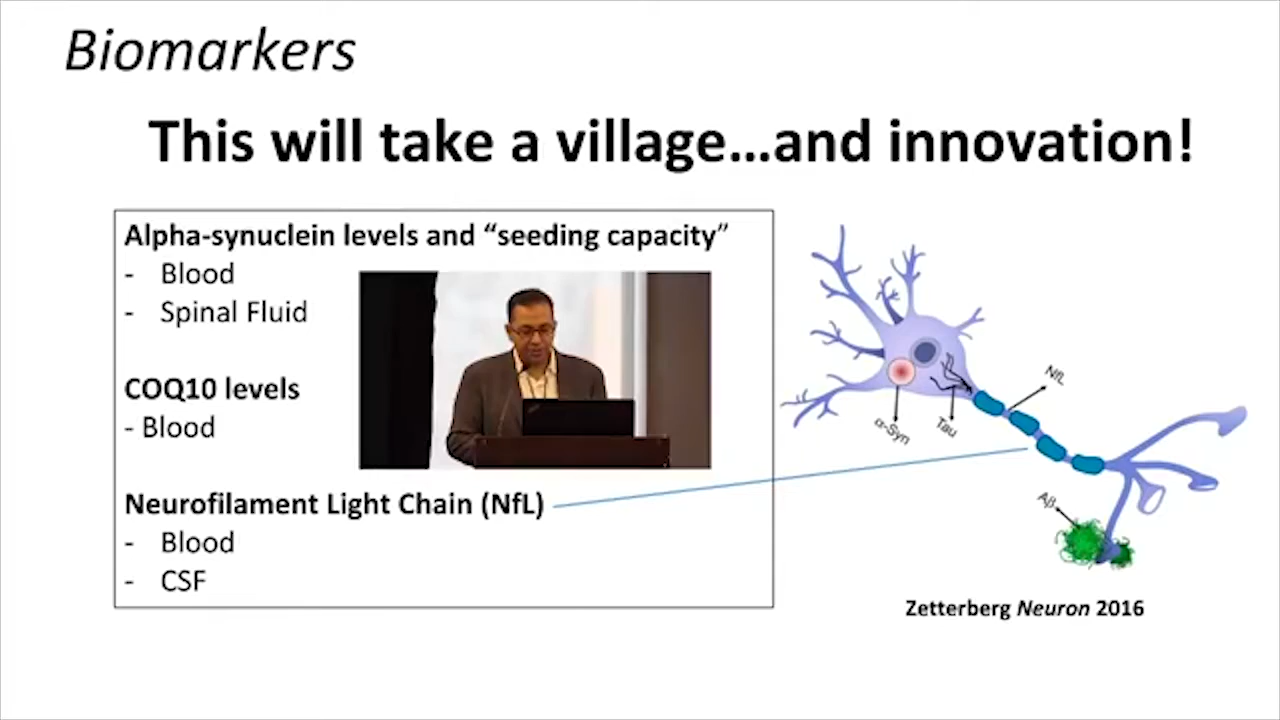 Biomarkers
This will take a village...and innovation!
Alpha-synuclein levels and “seeding capacity”
- Blood
- Spinal Fluid
COQ10 levels
- Blood
Neurofilament Light Chain (NfL)
- Blood
- CSF
NfL
α-Syn
Tau
Aβ
Zetterberg Neuron 2016